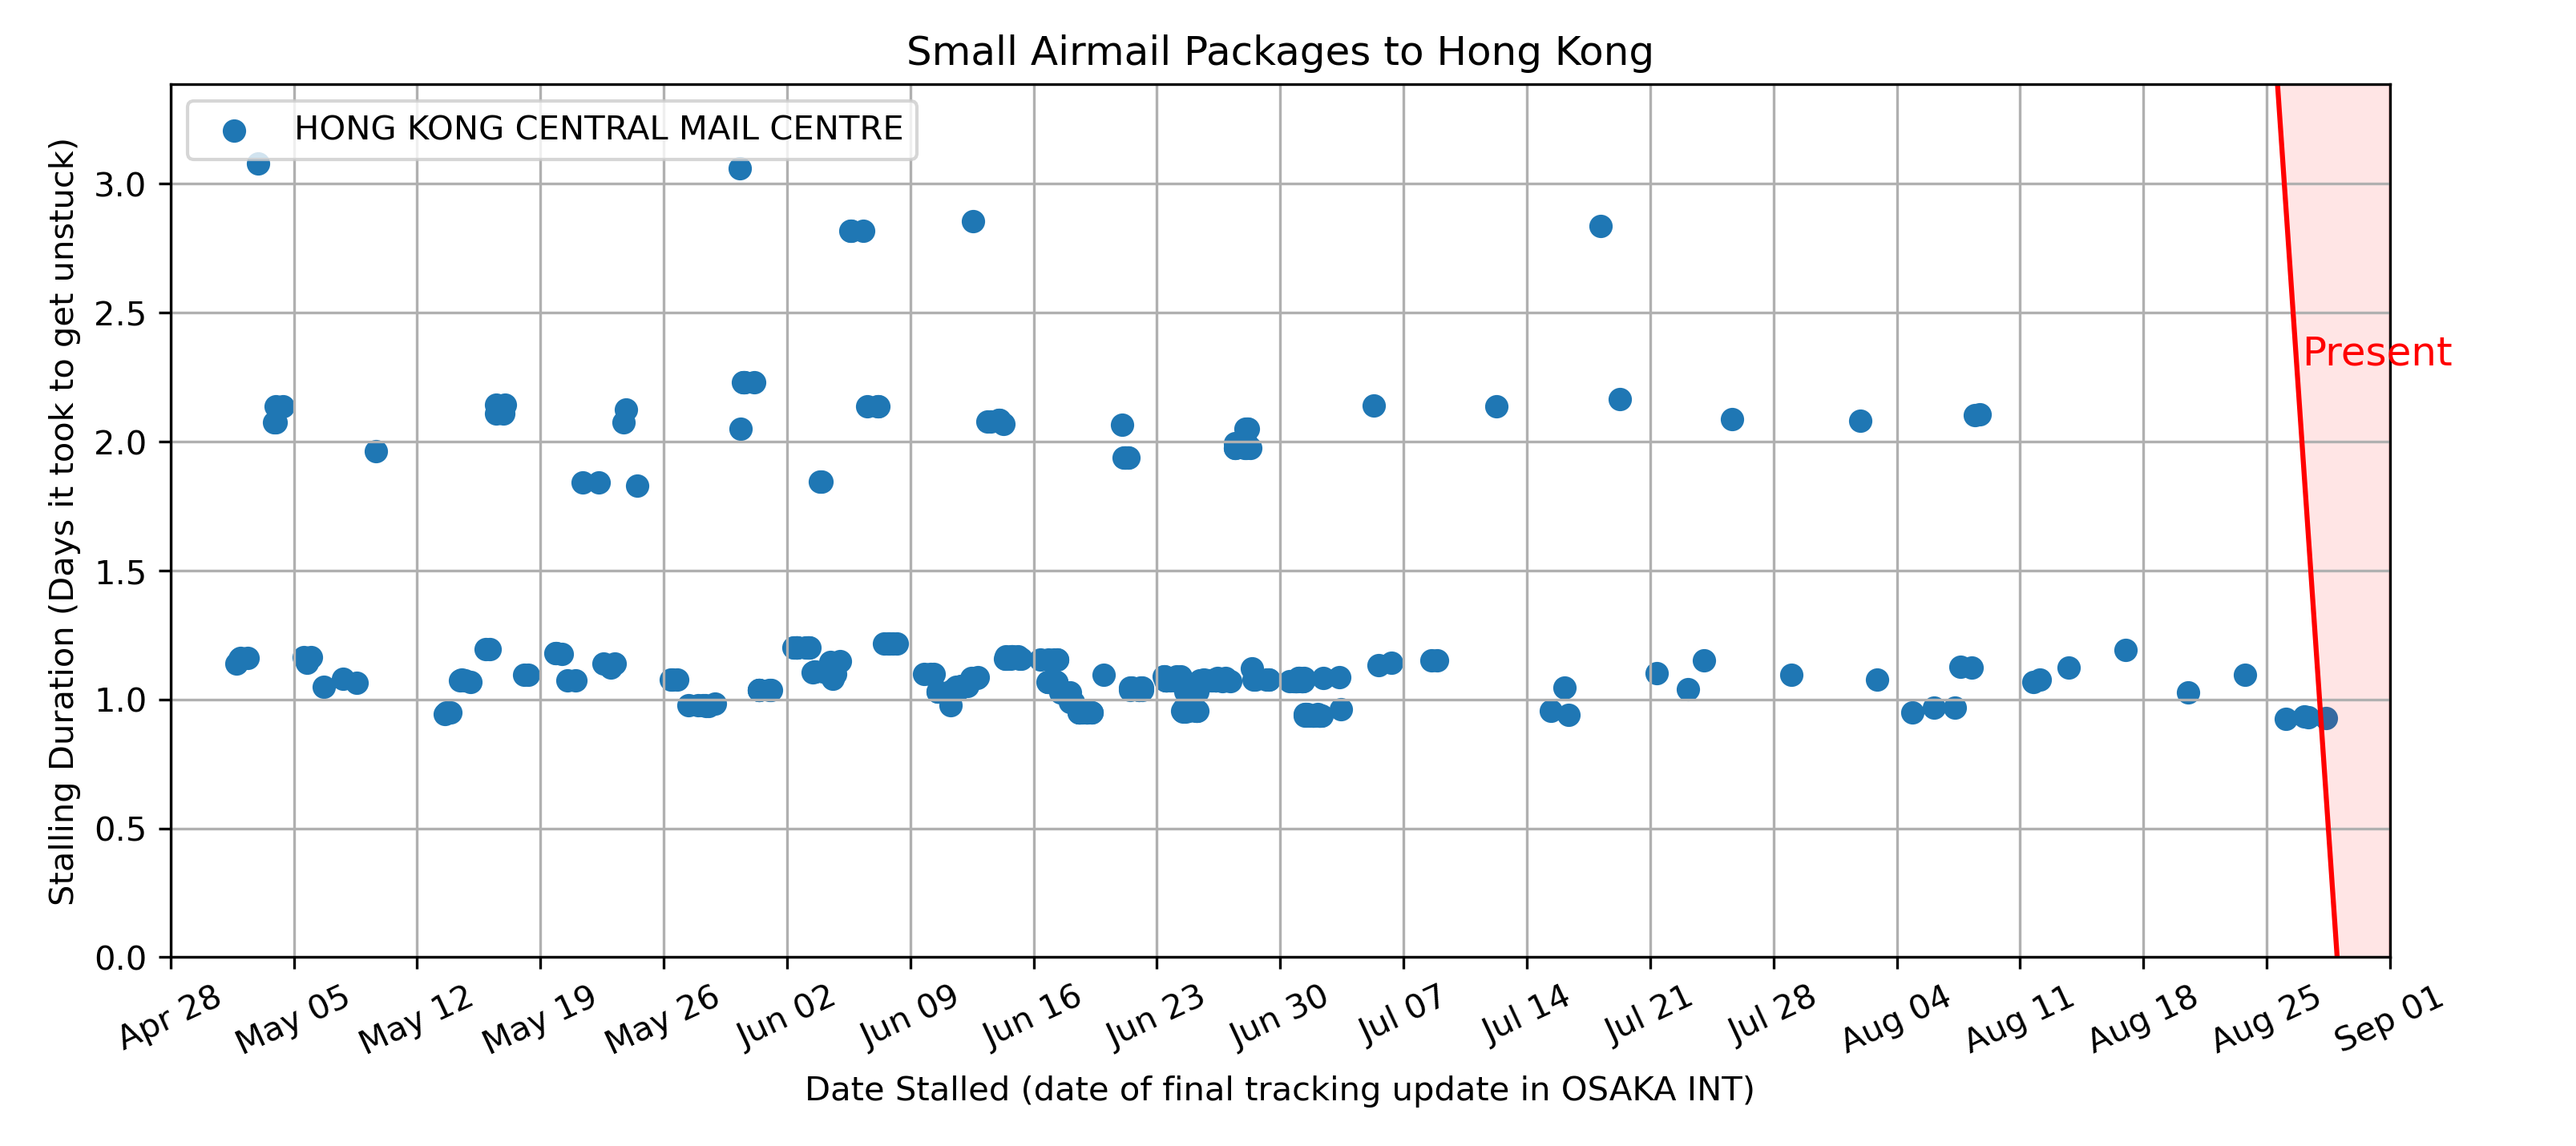 Small Airmail Packages to Hong Kong
HONG KONG CENTRAL MAIL CENTRE
Stalling Duration (Days it took to get unstuck)
3.0
2.5
2.0
1.5
1.0
0.5
0.0
Present
Apr 28
May 05
May 12
May 19
May 26
Jun 02
Jun 09
Jun 16
Jun 23
Jun 30
Jul 07
Jul 14
Jul 21
Jul 28
Aug 04
Aug 11
Aug 18
Aug 25
Sep 01
Date Stalled (date of final tracking update in OSAKA INT)